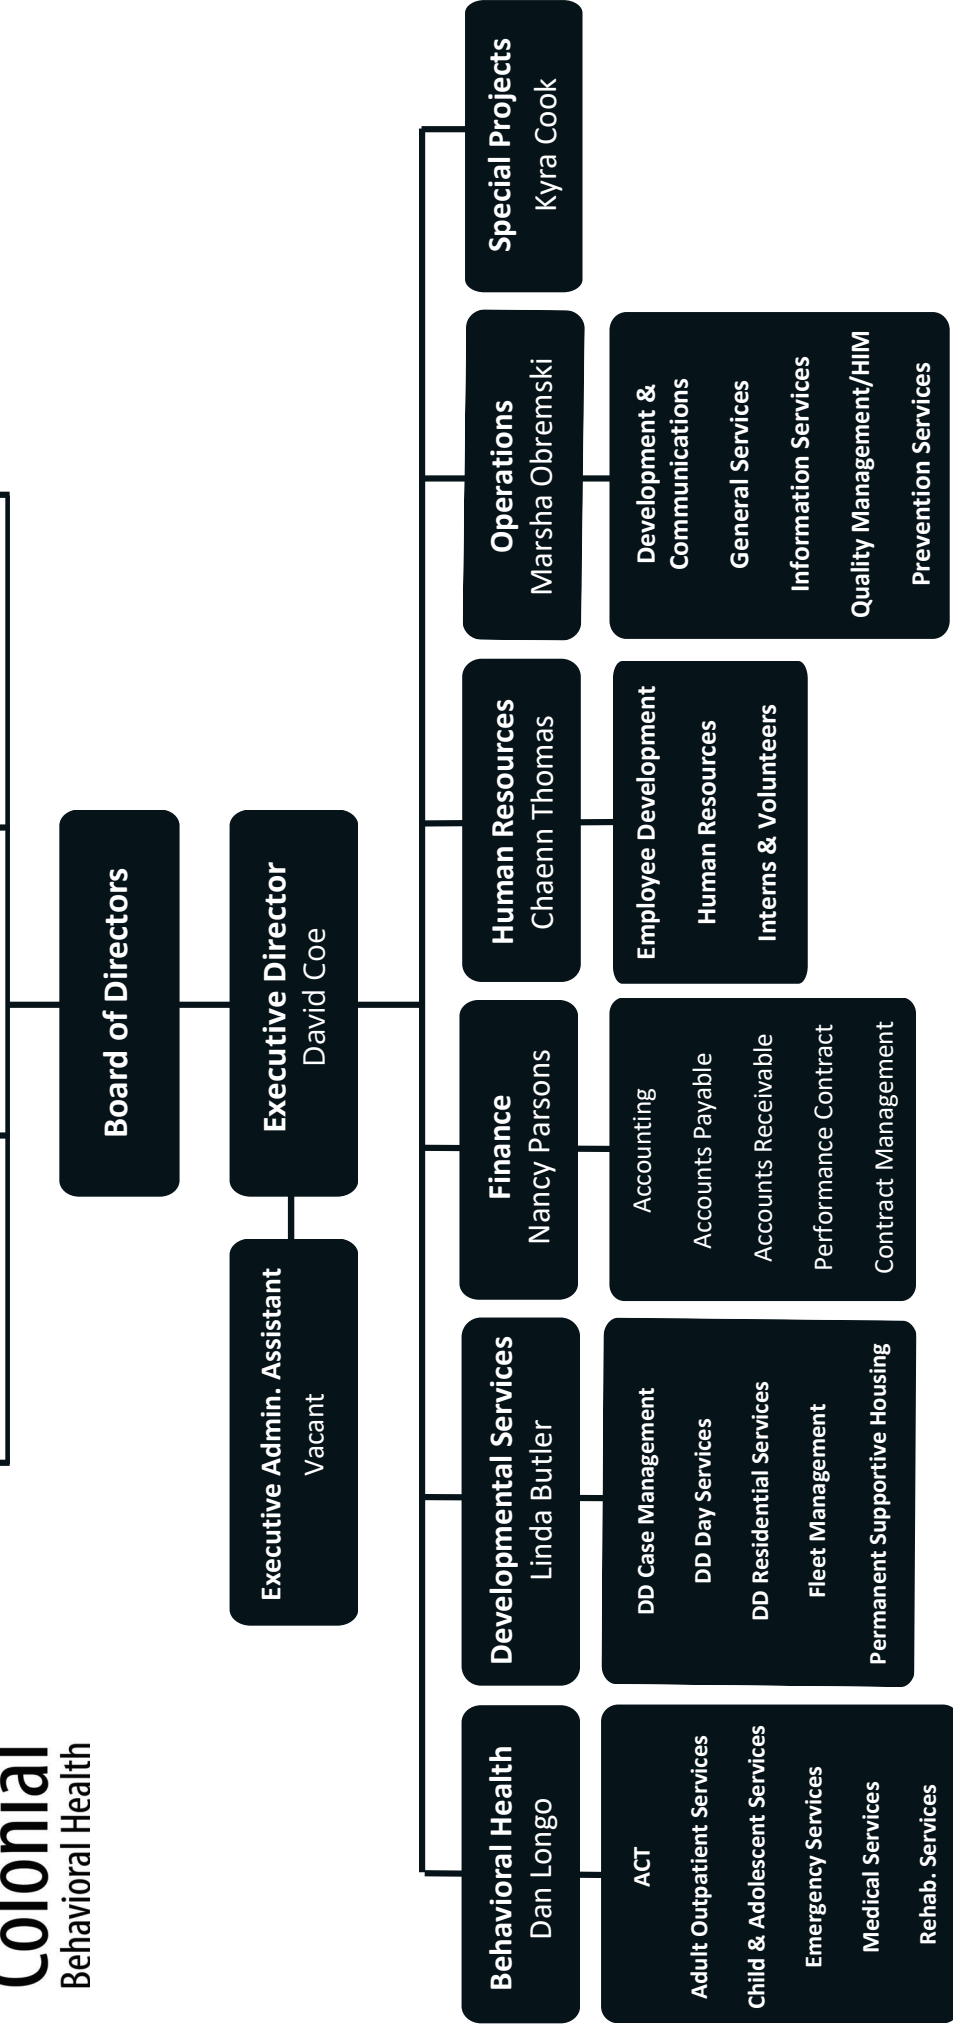 Colonial
Behavioral Health
Board of Directors
Executive Admin. Assistant
Vacant
Executive Director
David Coe
Behavioral Health
Dan Longo
ACT
Adult Outpatient Services
Child & Adolescent Services
Emergency Services
Medical Services
Rehab. Services
Developmental Services
Linda Butler
DD Case Management
DD Day Services
DD Residential Services
Fleet Management
Permanent Supportive Housing
Finance
Nancy Parsons
Accounting
Accounts Payable
Accounts Receivable
Performance Contract
Contract Management
Human Resources
Chaenn Thomas
Employee Development
Human Resources
Interns & Volunteers
Operations
Marsha Obremski
Development &
Communications
General Services
Information Services
Quality Management/HIM
Prevention Services
Special Projects
Kyra Cook